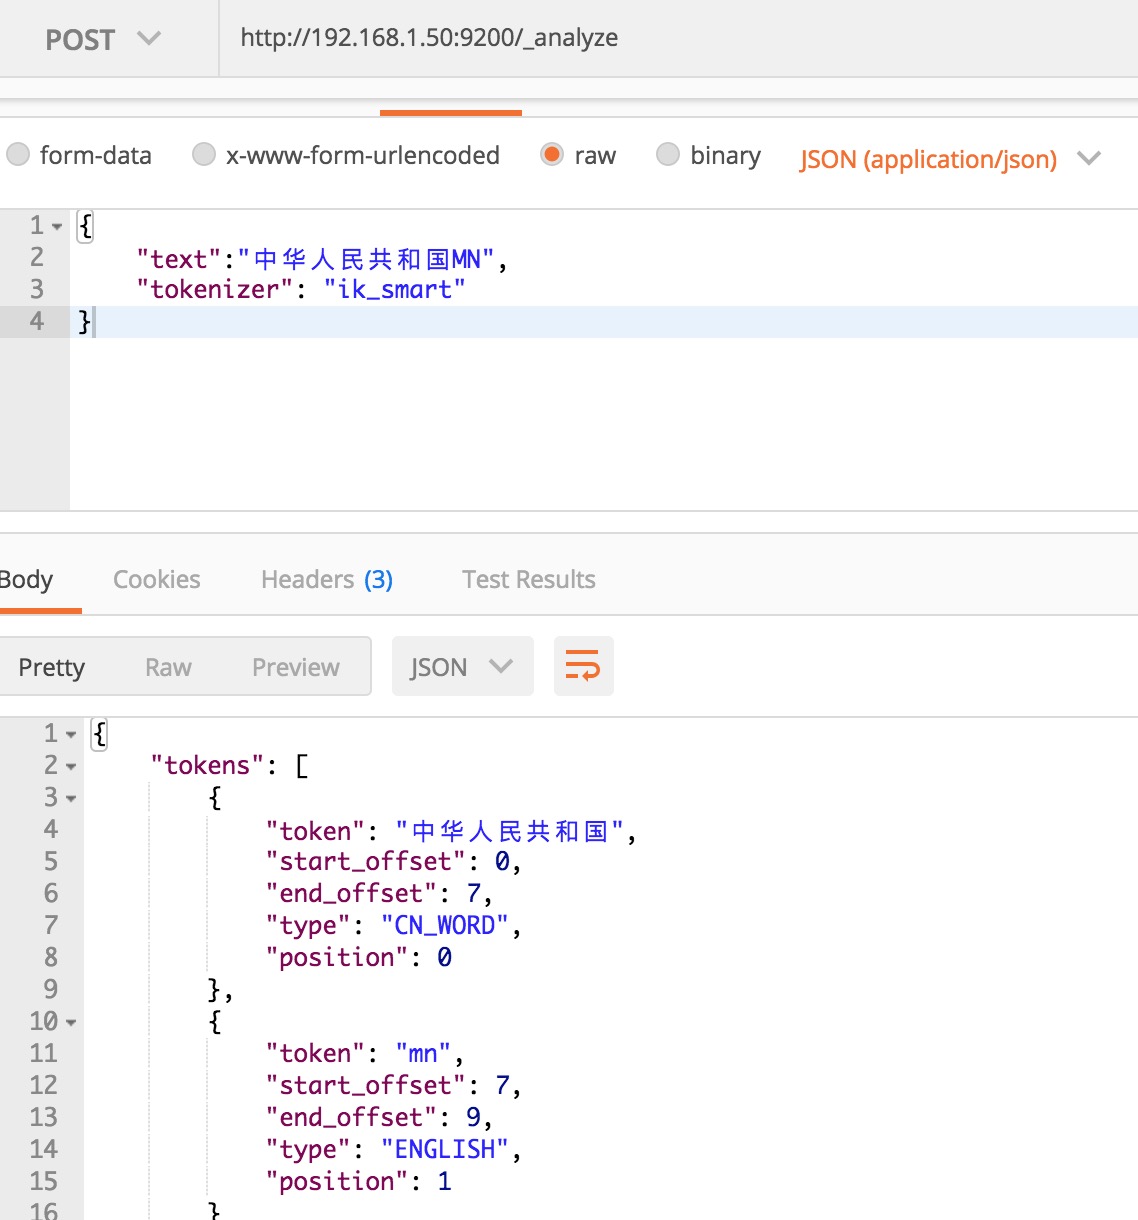 POST http://192.168.1.50:9200/_analyze
form-data x-www-form-urlencoded raw binary JSON (application/json)
1 {
2 "text":"中华人民共和国MN",
3 "tokenizer": "ik_smart"
4 }
Body Cookies Headers (3) Test Results
Pretty Raw Preview JSON
1 {
2 "tokens": [
3 {
4 "token": "中华人民共和国",
5 "start_offset": 0,
6 "end_offset": 7,
7 "type": "CN_WORD",
8 "position": 0
9 },
10 {
11 "token": "mn",
12 "start_offset": 7,
13 "end_offset": 9,
14 "type": "ENGLISH",
15 "position": 1
16 }